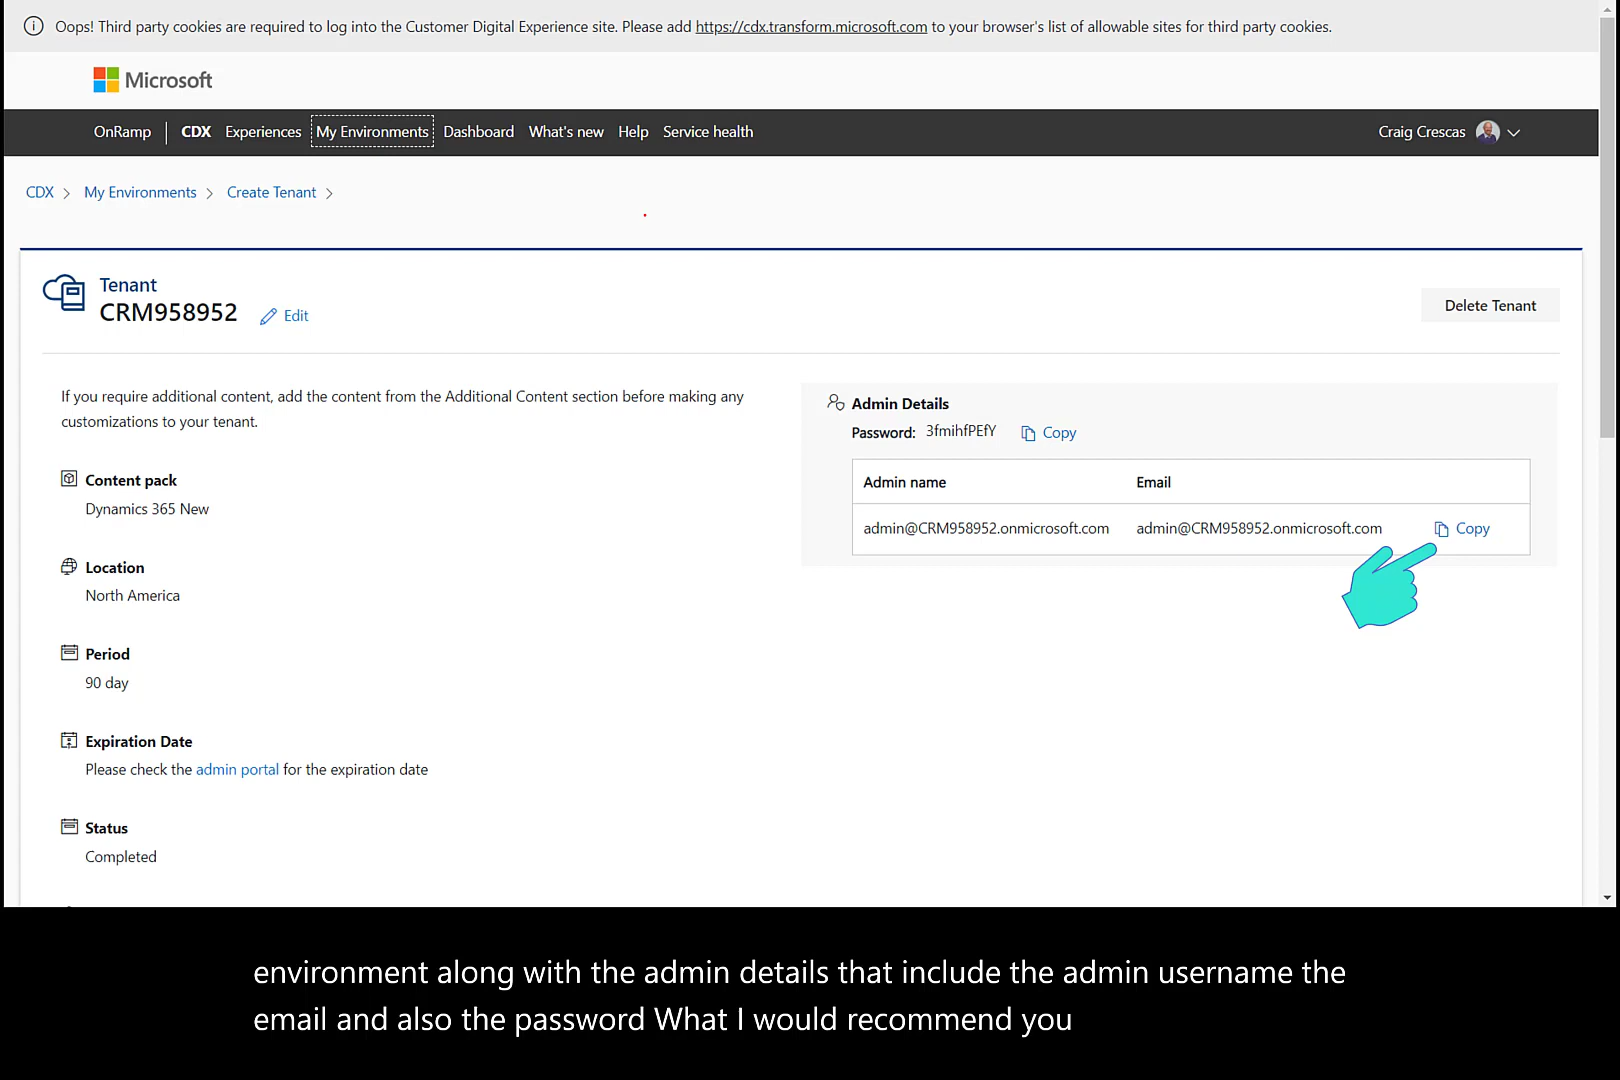 Oops! Third party cookies are required to log into the Customer Digital Experience site. Please add https://cdx.transform.microsoft.com to your browser's list of allowable sites for third party cookies.
Microsoft
OnRamp | CDX Experiences My Environments Dashboard What's new Help Service health Craig Crescas
CDX > My Environments > Create Tenant >
Tenant
CRM958952 Edit
Delete Tenant
If you require additional content, add the content from the Additional Content section before making any
customizations to your tenant.
Content pack
Dynamics 365 New
Location
North America
Period
90 day
Expiration Date
Please check the admin portal for the expiration date
Status
Completed
Admin Details
Password: 3fmihfPEfY Copy
Admin name Email
admin@CRM958952.onmicrosoft.com admin@CRM958952.onmicrosoft.com Copy
environment along with the admin details that include the admin username the
email and also the password What I would recommend you